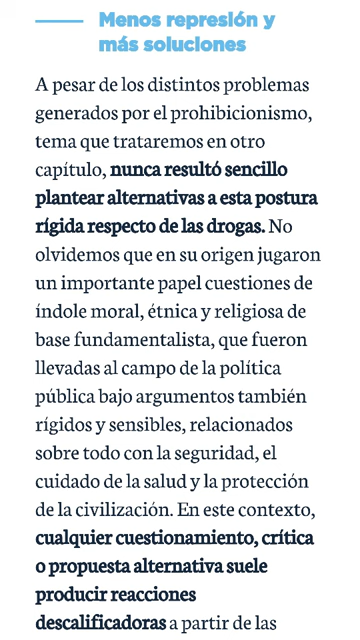 Menos represión y
más soluciones
A pesar de los distintos problemas
generados por el prohibicionismo,
tema que trataremos en otro
capítulo, nunca resultó sencillo
plantear alternativas a esta postura
rígida respecto de las drogas. No
olvidemos que en su origen jugaron
un importante papel cuestiones de
índole moral, étnica y religiosa de
base fundamentalista, que fueron
llevadas al campo de la política
pública bajo argumentos también
rígidos y sensibles, relacionados
sobre todo con la seguridad, el
cuidado de la salud y la protección
de la civilización. En este contexto,
cualquier cuestionamiento, crítica
o propuesta alternativa suele
producir reacciones
descalificadoras a partir de las